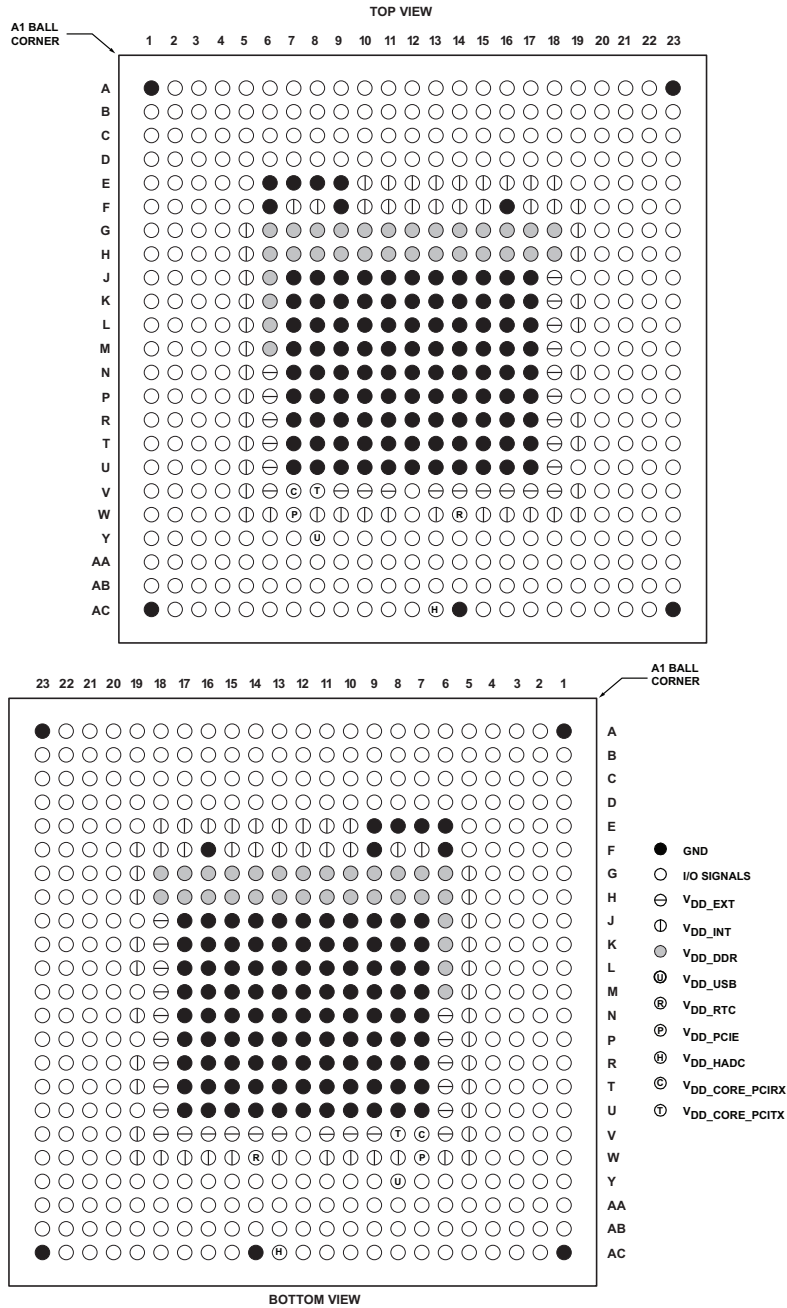 TOP VIEW
A1 BALL
CORNER
1 2 3 4 5 6 7 8 9 10 11 12 13 14 15 16 17 18 19 20 21 22 23
A
B
C
D
E
F
G
H
J
K
L
M
N
P
R
T
U
V C T
W P R
Y U
AA
AB
AC H
A1 BALL
CORNER
23 22 21 20 19 18 17 16 15 14 13 12 11 10 9 8 7 6 5 4 3 2 1
A
B
C
D
E
F
G
H
J
K
L
M
N
P
R
T
U
T C V
R P W
U Y
AA
AB
H AC
GND
I/O SIGNALS
VDD_EXT
VDD_INT
VDD_DDR
U VDD_USB
R VDD_RTC
P VDD_PCIE
H VDD_HADC
C VDD_CORE_PCIRX
T VDD_CORE_PCITX
BOTTOM VIEW